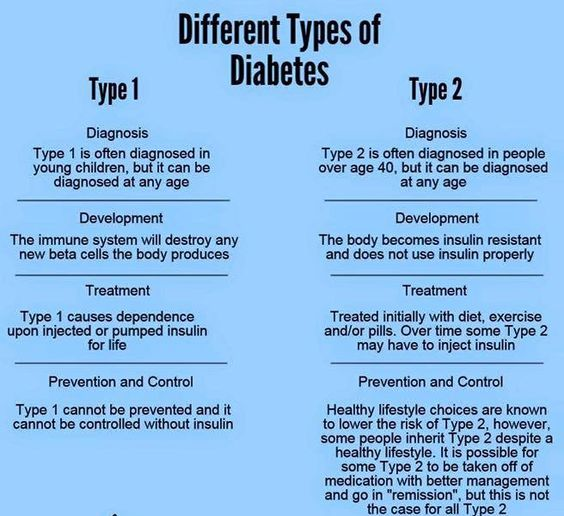 Different Types of
Diabetes
Type 1
Diagnosis
Type 1 is often diagnosed in
young children, but it can be
diagnosed at any age
Development
The immune system will destroy any
new beta cells the body produces
Treatment
Type 1 causes dependence
upon injected or pumped insulin
for life
Prevention and Control
Type 1 cannot be prevented and it
cannot be controlled without insulin
Type 2
Diagnosis
Type 2 is often diagnosed in people
over age 40, but it can be diagnosed
at any age
Development
The body becomes insulin resistant
and does not use insulin properly
Treatment
Treated initially with diet, exercise
and/or pills. Over time some Type 2
may have to inject insulin
Prevention and Control
Healthy lifestyle choices are known
to lower the risk of Type 2, however,
some people inherit Type 2 despite a
healthy lifestyle. It is possible for
some Type 2 to be taken off of
medication with better management
and go in "remission", but this is not
the case for all Type 2